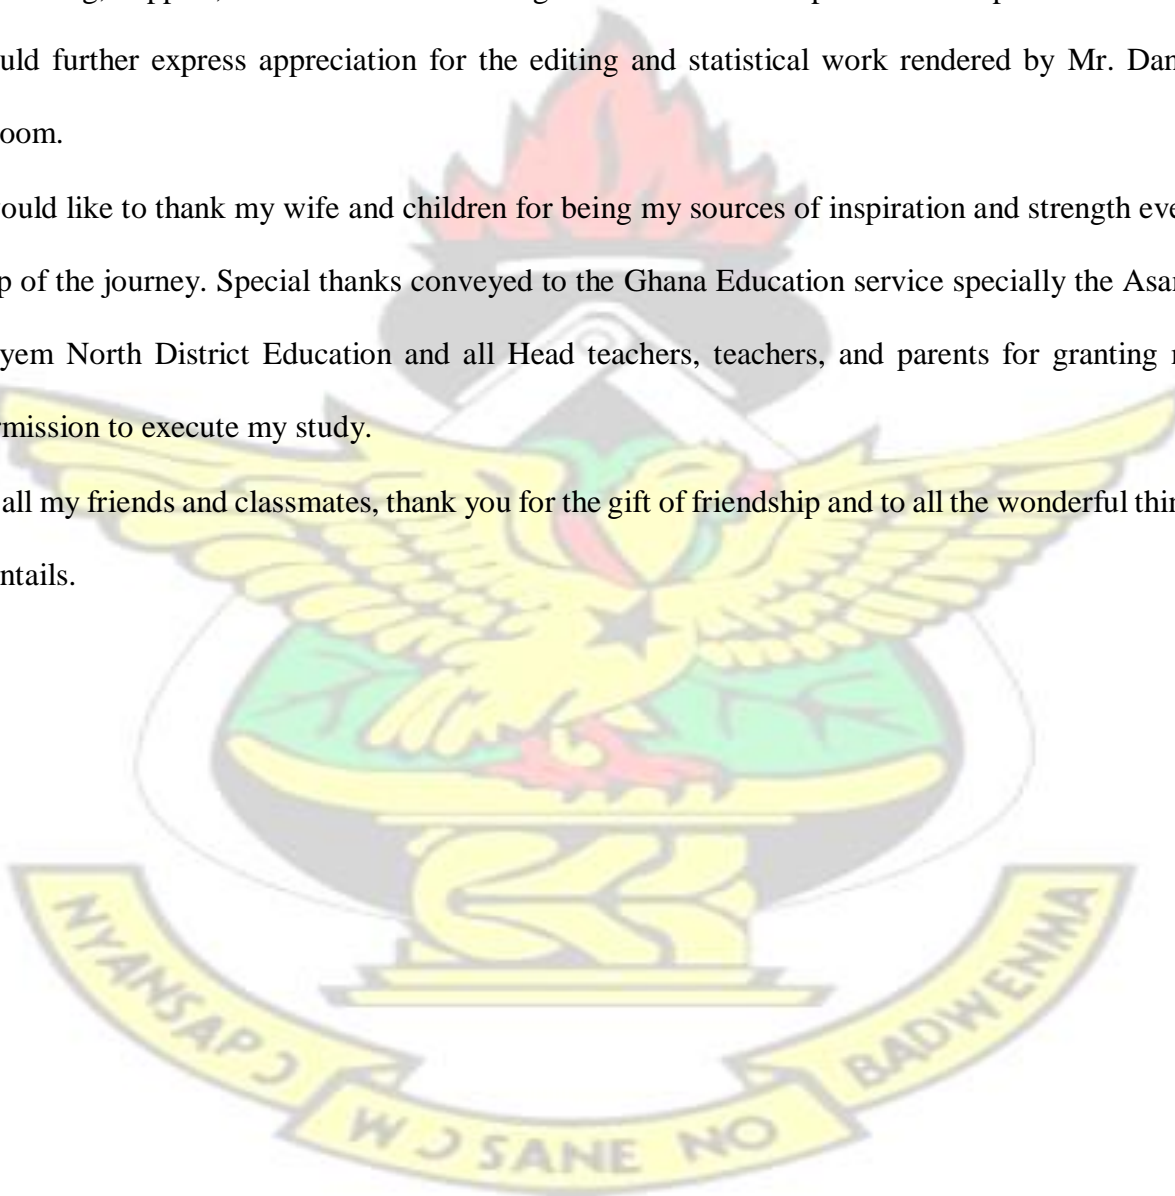 uld further express appreciation for the editing and statistical work rendered by Mr. Dan
oom.
ould like to thank my wife and children for being my sources of inspiration and strength eve
p of the journey. Special thanks conveyed to the Ghana Education service specially the Asa
yem North District Education and all Head teachers, teachers, and parents for granting
rmission to execute my study.
all my friends and classmates, thank you for the gift of friendship and to all the wonderful thin
ntails.
NYANSAPƆ
WƆSANE NO
BADWENMA